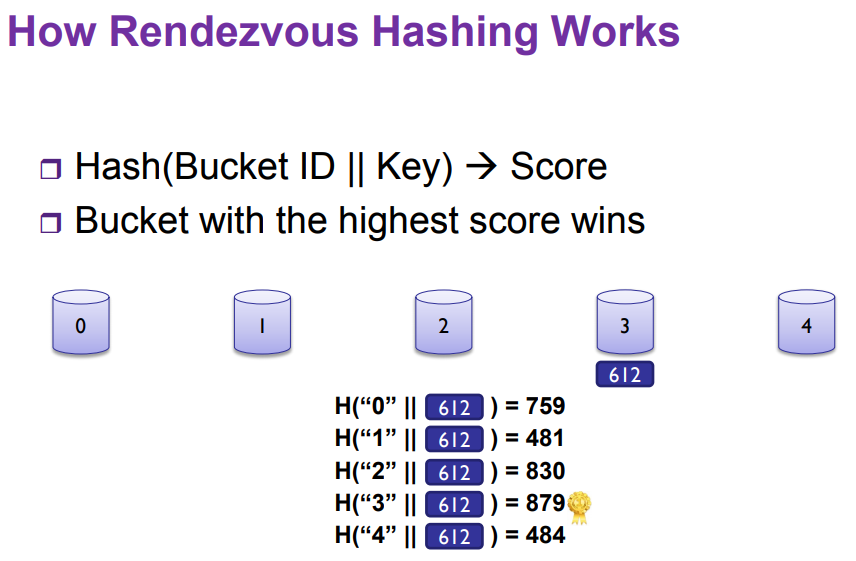 How Rendezvous Hashing Works
Hash(Bucket ID || Key) → Score
Bucket with the highest score wins
0 1 2 3 4
612
H(“0” || 612 ) = 759
H(“1” || 612 ) = 481
H(“2” || 612 ) = 830
H(“3” || 612 ) = 879
H(“4” || 612 ) = 484